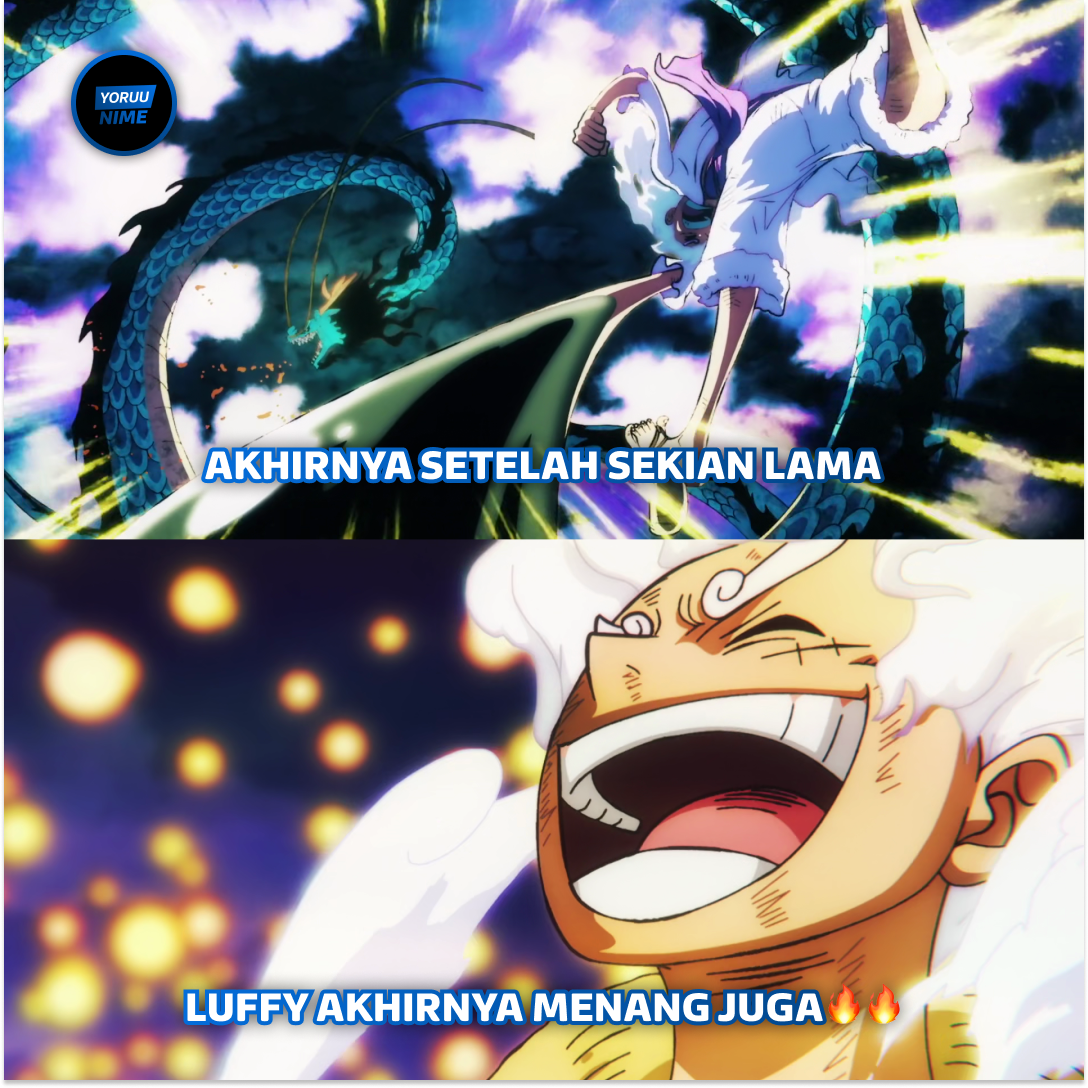 YORUU
NIME
AKHIRNYA SETELAH SEKIAN LAMA
LUFFY AKHIRNYA MENANG JUGA🔥🔥